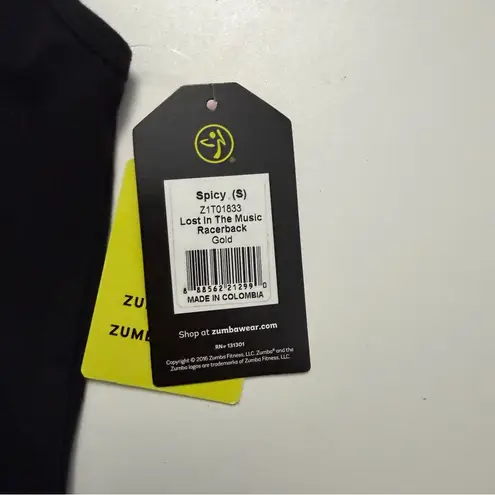 Spicy (S)
Z1T01833
Lost In The Music
Racerback
Gold
8 88562 21299 0
MADE IN COLOMBIA
Shop at zumbawear.com
RN# 131301
Copyright © 2016 Zumba Fitness, LLC. Zumba® and the
Zumba logos are trademarks of Zumba Fitness, LLC.
ZU
ZUM